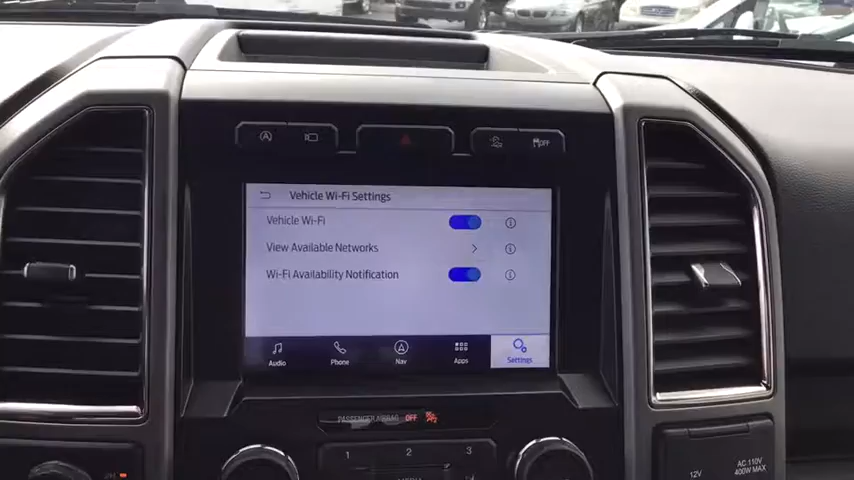 OFF
Vehicle Wi-Fi Settings
Vehicle Wi-Fi
View Available Networks
Wi-Fi Availability Notification
Audio
Phone
Nav
Apps
Settings
PASSENGER AIRBAG OFF
1 2 3
12V
AC 110V
400W MAX